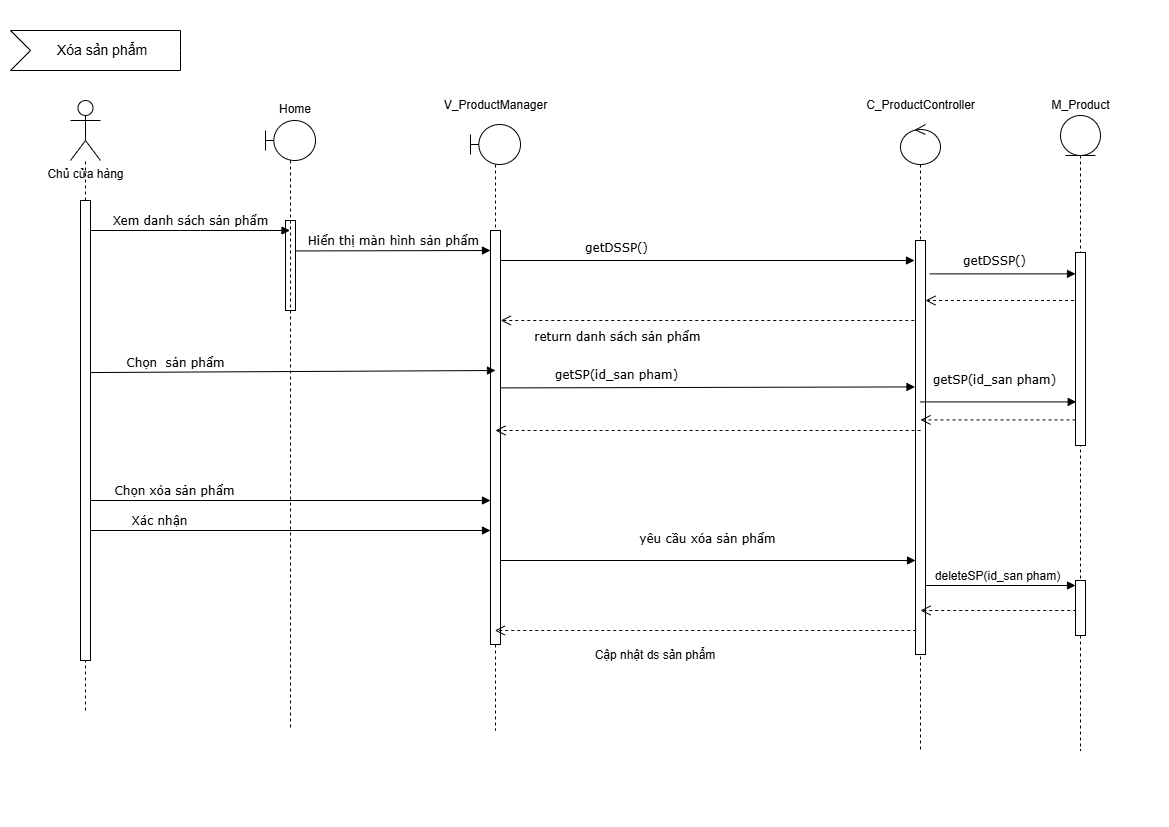 Xóa sản phẩm
Chủ cửa hàng
Home
V_ProductManager
C_ProductController
M_Product
Xem danh sách sản phẩm
Hiển thị màn hình sản phẩm
getDSSP()
getDSSP()
return danh sách sản phẩm
Chọn  sản phẩm
getSP(id_san pham)
getSP(id_san pham)
Chọn xóa sản phẩm
Xác nhận
yêu cầu xóa sản phẩm
deleteSP(id_san pham)
Cập nhật ds sản phẩm